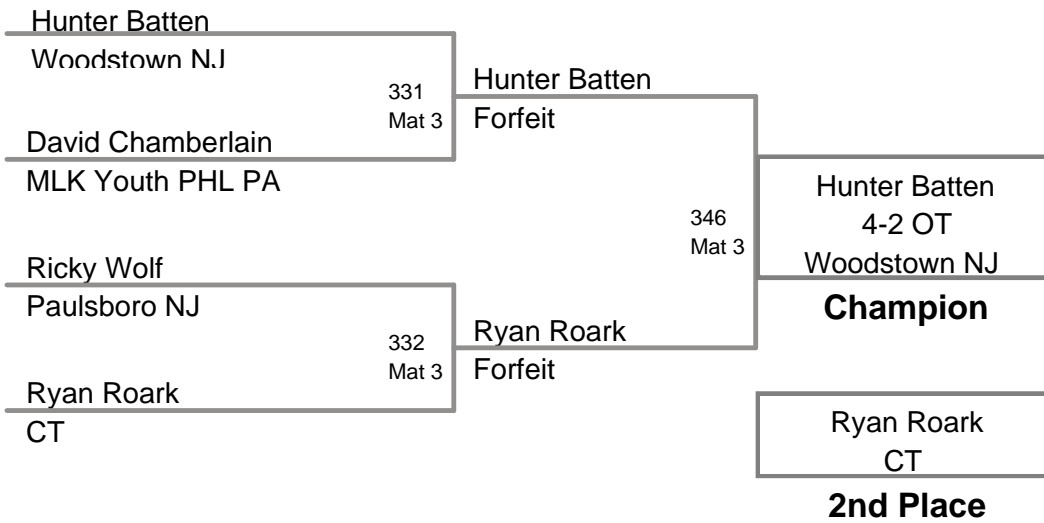 Hunter Batten
Woodstown NJ
331
Mat 3
David Chamberlain
MLK Youth PHL PA
Hunter Batten
Forfeit
Ricky Wolf
Paulsboro NJ
332
Mat 3
Ryan Roark
CT
Ryan Roark
Forfeit
346
Mat 3
Hunter Batten
4-2 OT
Woodstown NJ
Champion
Ryan Roark
CT
2nd Place